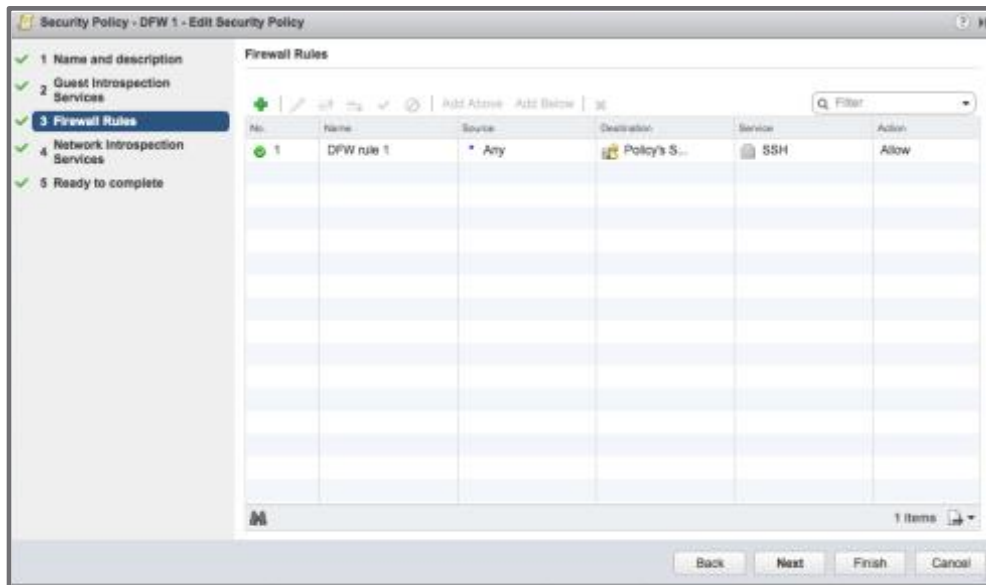 Security Policy - DFW 1 - Edit Security Policy
1 Name and description
2 Guest Introspection
Services
3 Firewall Rules
4 Network Introspection
Services
5 Ready to complete
Firewall Rules
Add Above Add Below
Filter
No. Name Source Destination Service Action
1 DFW rule 1 Any Policy's S... SSH Allow
1 items
Back Next Finish Cancel